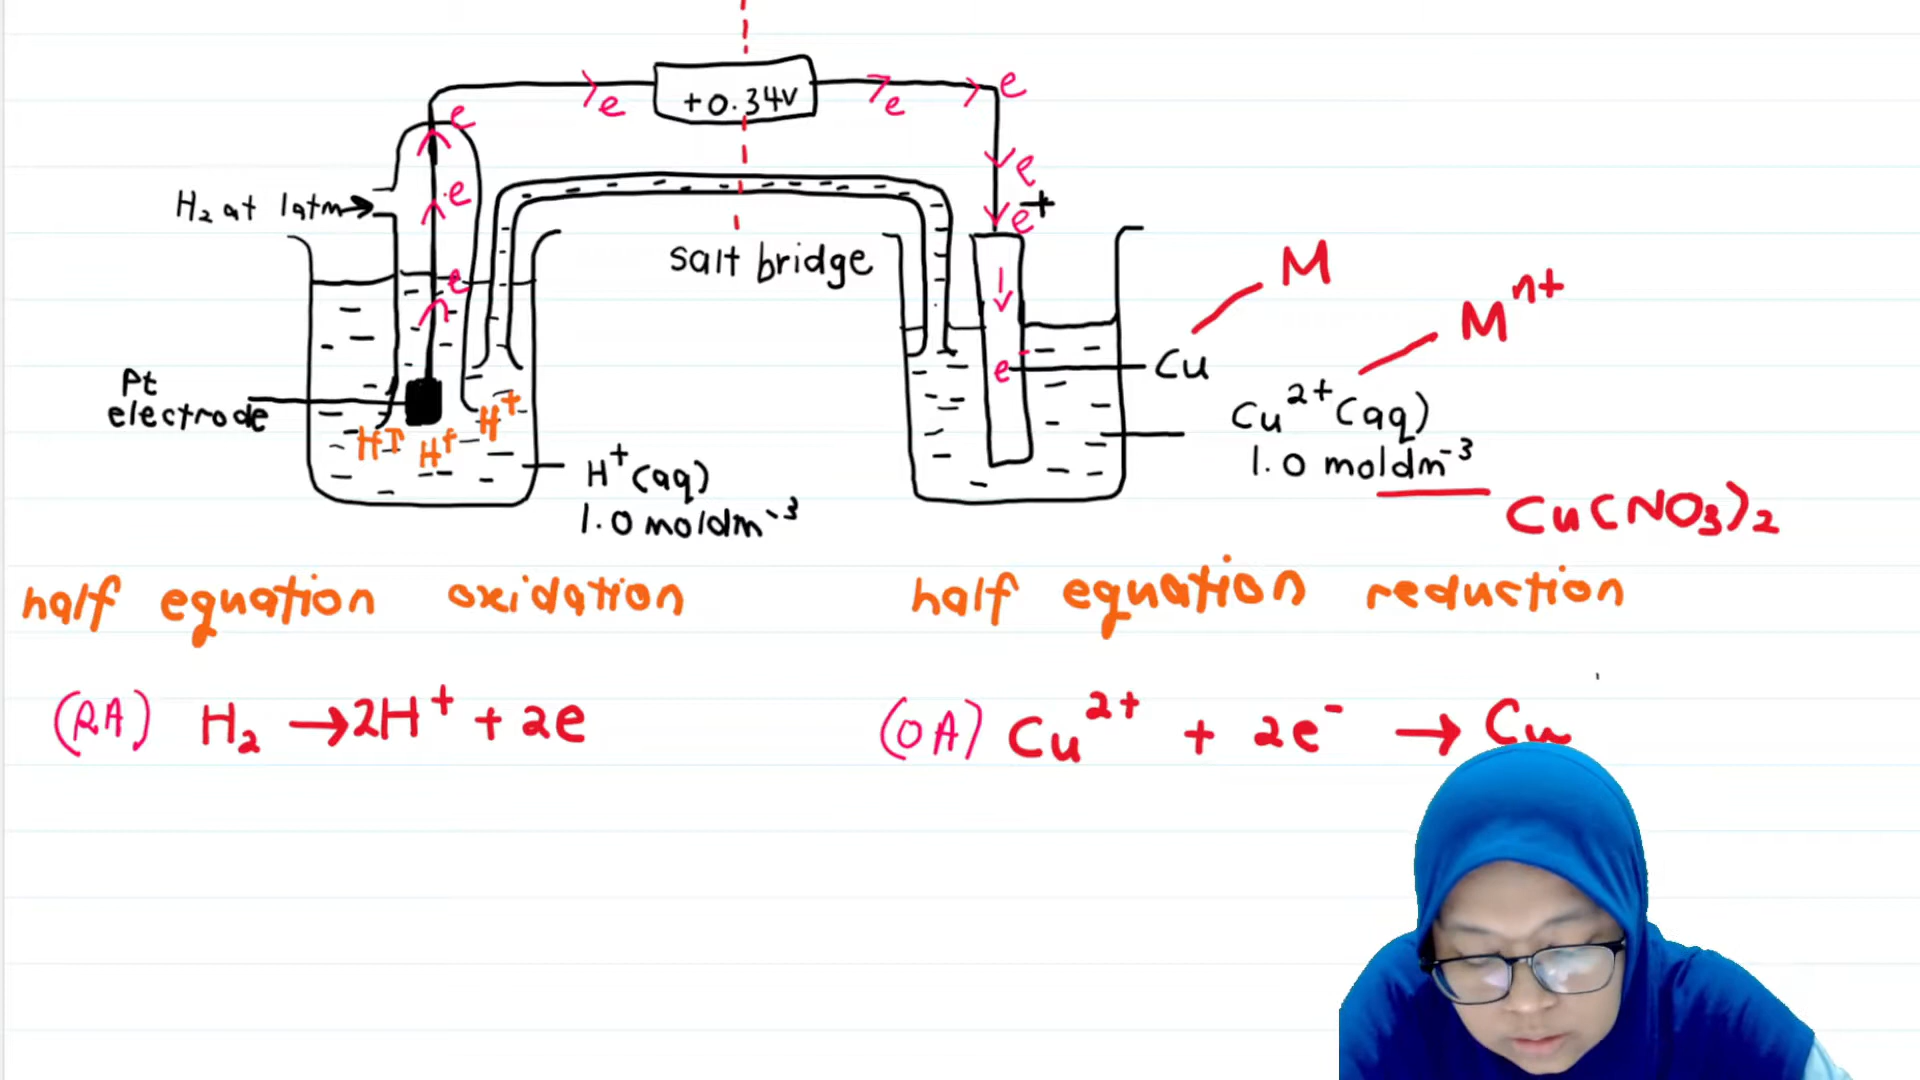 +0.34V
e e e
e e
e e +
e
e
H₂ at 1atm
salt bridge
M
Mⁿ⁺
Cu
Cu²⁺(aq)
1.0 moldm⁻³
Cu(NO₃)₂
Pt
electrode
H⁺ H⁺ H⁺
H⁺(aq)
1.0 moldm⁻³
half equation oxidation
half equation reduction
(RA) H₂ →2H⁺ + 2e
(OA) Cu²⁺ + 2e⁻ → Cu